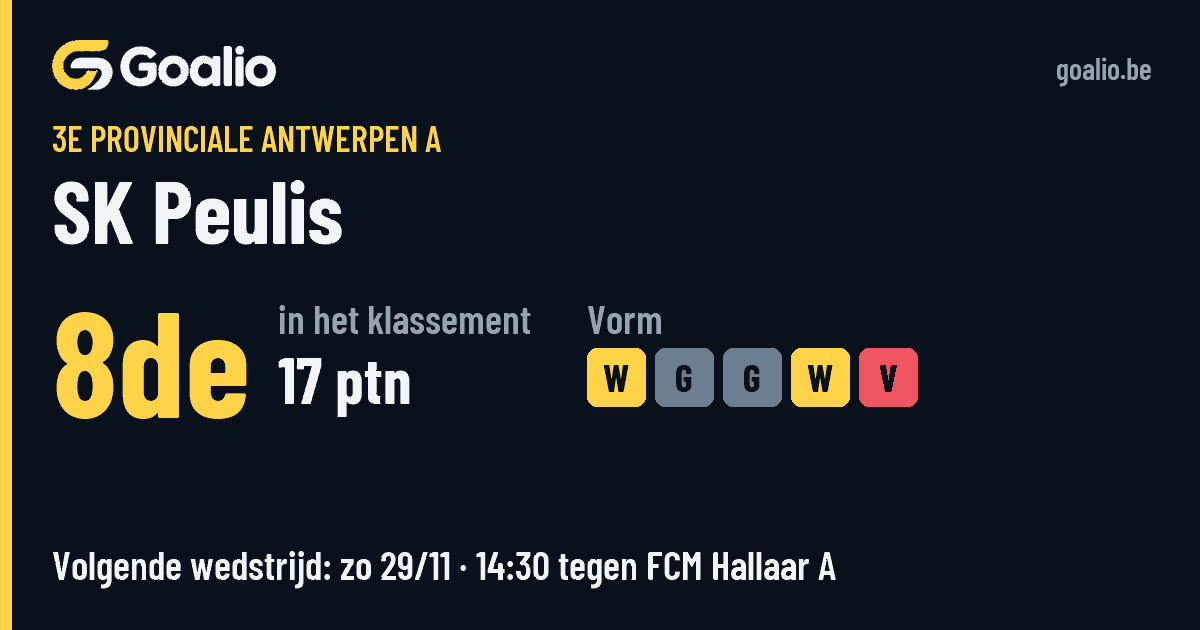 Goalio
goalio.be
3E PROVINCIALE ANTWERPEN A
SK Peulis
8de
in het klassement
17 ptn
Vorm
W G G W V
Volgende wedstrijd: zo 29/11 · 14:30 tegen FCM Hallaar A